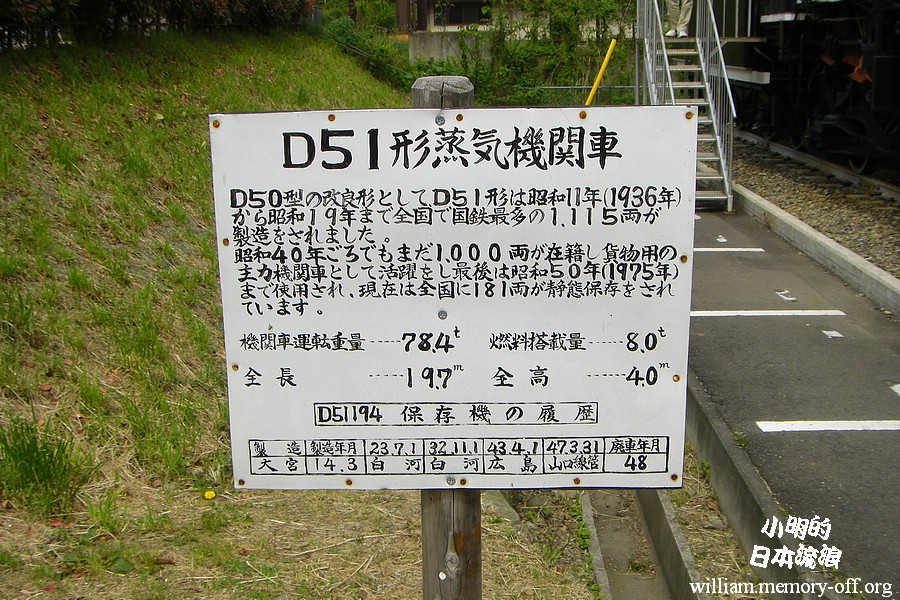 D51形蒸気機関車
D50型の改良形としてD51形は昭和11年(1936年)
から昭和19年まで全国で国鉄最多の1,115両が
製造をされました。
昭和40年ごろでもまだ1,000両が在籍し貨物用の
主力機関車として活躍をし最後は昭和50年(1975年)
まで使用され、現在は全国に181両が静態保存をされ
ています。
機関車運転重量 ····· 78.4t 燃料搭載量 ····· 8.0t
全長 ····· 19.7m 全高 ····· 4.0m
D51194 保存機の履歴
製造 製造年月 23.7.1 32.11.1 43.4.1 47.3.31 廃車年月
大宮 14.3 白河 白河 広島 山口線管 48
小明的
日本流浪
william.memory-off.org